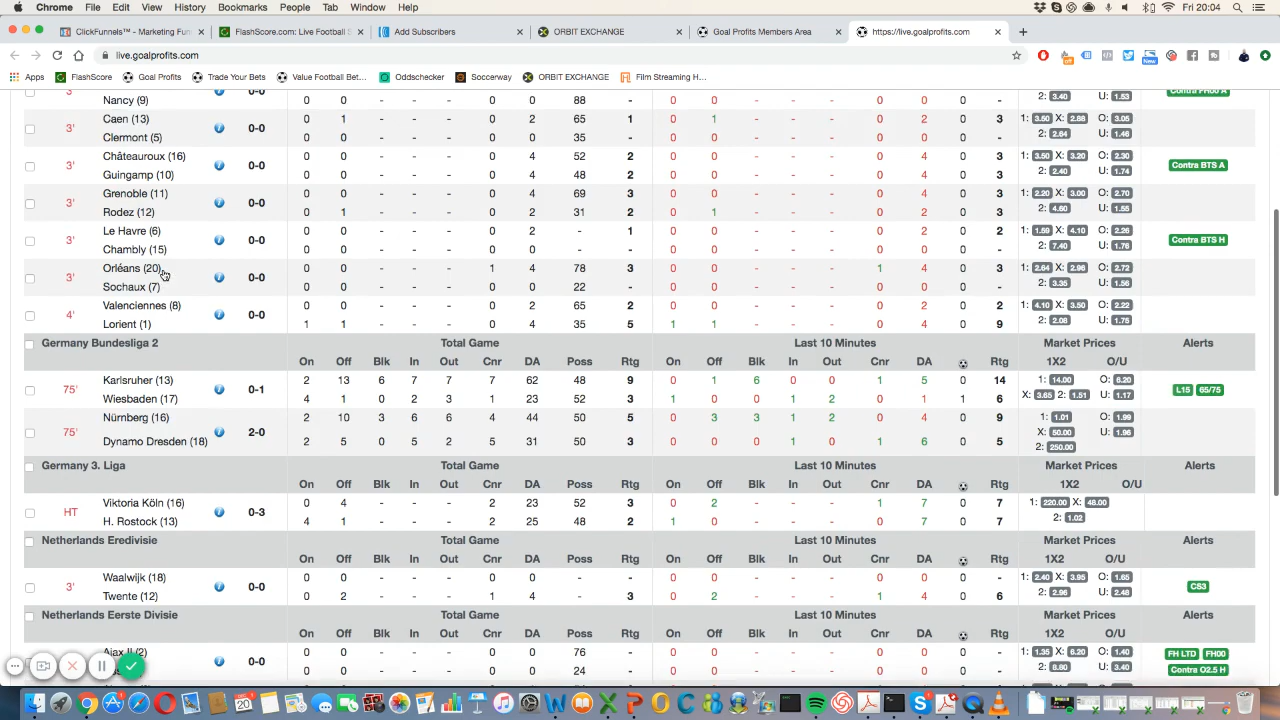 Chrome File Edit View History Bookmarks People Tab Window Help Fri 20:04
ClickFunnels™ - Marketing Fun FlashScore.com: Live Football S Add Subscribers ORBIT EXCHANGE Goal Profits Members Area https://live.goalprofits.com
live.goalprofits.com
Apps FlashScore Goal Profits Trade Your Bets Value Football Bet... Oddschecker Soccerway ORBIT EXCHANGE Film Streaming H...
3' 0-0 Contra FH00 A
Nancy (9) 0 0 - - - 0 0 88 - 0 0 - - - 0 0 0 - 2: 3.40 U: 1.53
Caen (13) 0 1 - - - 0 2 65 1 0 1 - - - 0 2 0 3 1: 3.50 X: 2.88 O: 3.05
3' 0-0
Clermont (5) 0 0 - - - 0 0 35 - 0 0 - - - 0 0 0 - 2: 2.64 U: 1.46
Châteauroux (16) 0 0 - - - 0 4 52 2 0 0 - - - 0 4 0 3 1: 3.50 X: 3.20 O: 2.30
3' 0-0 Contra BTS A
Guingamp (10) 0 0 - - - 0 4 48 2 0 0 - - - 0 4 0 3 2: 2.40 U: 1.74
Grenoble (11) 0 0 - - - 0 4 69 3 0 0 - - - 0 4 0 3 1: 2.20 X: 3.00 O: 2.70
3' 0-0
Rodez (12) 0 1 - - - 0 2 31 2 0 1 - - - 0 2 0 3 2: 4.60 U: 1.55
Le Havre (6) 0 0 - - - 0 2 - 1 0 0 - - - 0 2 0 2 1: 1.59 X: 4.10 O: 2.26
3' 0-0 Contra BTS H
Chambly (15) 0 0 - - - 0 0 - - 0 0 - - - 0 0 0 - 2: 7.40 U: 1.76
Orléans (20) 0 0 - - - 1 4 78 3 0 0 - - - 1 4 0 3 1: 2.84 X: 2.98 O: 2.72
3' 0-0
Sochaux (7) 0 0 - - - 0 0 22 - 0 0 - - - 0 0 0 - 2: 3.35 U: 1.56
Valenciennes (8) 0 0 - - - 0 2 65 2 0 0 - - - 0 2 0 2 1: 4.10 X: 3.50 O: 2.22
4' 0-0
Lorient (1) 1 1 - - - 0 4 35 5 1 1 - - - 0 4 0 9 2: 2.08 U: 1.75
Germany Bundesliga 2 Total Game Last 10 Minutes Market Prices Alerts
On Off Blk In Out Cnr DA Poss Rtg On Off Blk In Out Cnr DA Rtg 1X2 O/U
Karlsruher (13) 2 13 6 7 7 7 62 48 9 0 1 6 0 0 1 5 0 14 1: 14.00 O: 6.20
75' 0-1 L15 65/75
Wiesbaden (17) 4 1 0 2 3 1 23 52 3 1 0 0 1 2 0 1 1 6 X: 3.65 2: 1.51 U: 1.17
Nürnberg (16) 2 10 3 6 6 4 44 50 5 0 3 3 1 2 0 4 0 9 1: 1.01 O: 1.99
75' 2-0 X: 50.00 U: 1.96
Dynamo Dresden (18) 2 5 0 5 2 5 31 50 3 0 0 0 1 0 1 6 0 5 2: 250.00
Germany 3. Liga Total Game Last 10 Minutes Market Prices Alerts
On Off Blk In Out Cnr DA Poss Rtg On Off Blk In Out Cnr DA Rtg 1X2 O/U
Viktoria Köln (16) 0 4 - - - 2 23 52 3 0 2 - - - 1 7 0 7 1: 220.00 X: 48.00
HT 0-3
H. Rostock (13) 4 1 - - - 2 25 48 2 1 0 - - - 0 7 0 7 2: 1.02
Netherlands Eredivisie Total Game Last 10 Minutes Market Prices Alerts
On Off Blk In Out Cnr DA Poss Rtg On Off Blk In Out Cnr DA Rtg 1X2 O/U
Waalwijk (18) 0 0 - - - 0 0 - - 0 0 - - - 0 0 0 - 1: 2.40 X: 3.95 O: 1.65
3' 0-0 CS3
Twente (12) 0 2 - - - 1 4 - 3 0 2 - - - 1 4 0 6 2: 2.96 U: 2.48
Netherlands Eerste Divisie Total Game Last 10 Minutes Market Prices Alerts
On Off Blk In Out Cnr DA Poss Rtg On Off Blk In Out Cnr DA Rtg 1X2 O/U
Ajax 0 0 - - - 0 0 76 - 0 0 - - - 0 0 0 - 1: 1.35 X: 6.20 O: 1.40 FH LTD FH00
0-0
0 0 - - - 0 0 24 - 0 0 - - - 0 0 0 - 2: 6.80 U: 3.40 Contra O2.5 H